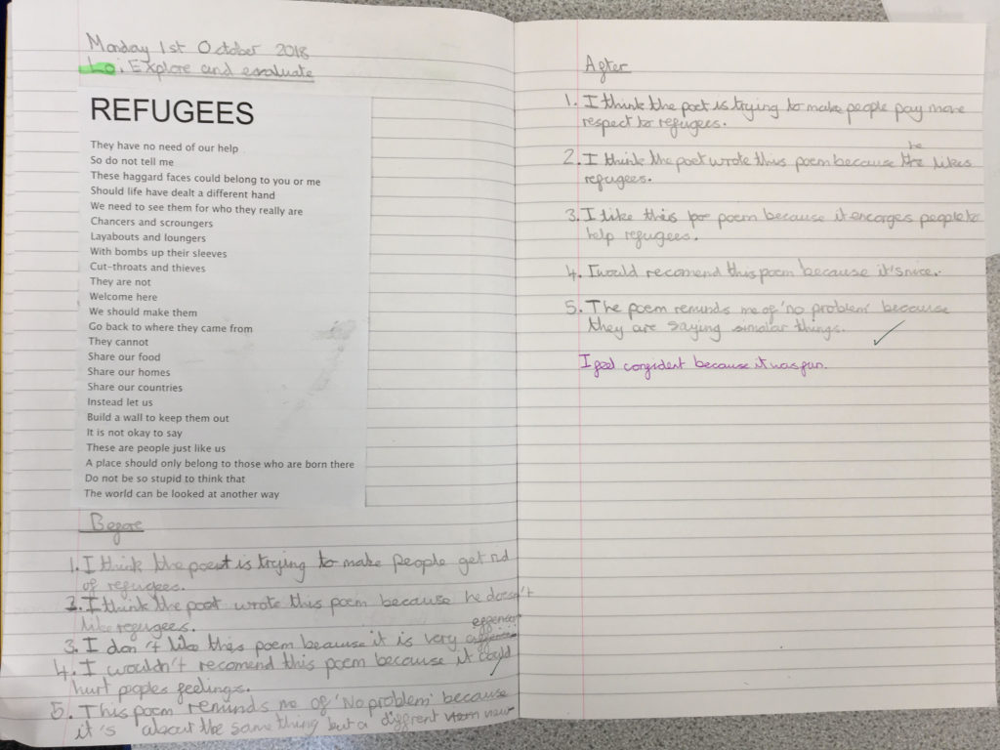 Monday 1st October 2018
Lo: Explore and evaluate
REFUGEES
They have no need of our help
So do not tell me
These haggard faces could belong to you or me
Should life have dealt a different hand
We need to see them for who they really are
Chancers and scroungers
Layabouts and loungers
With bombs up their sleeves
Cut-throats and thieves
They are not
Welcome here
We should make them
Go back to where they came from
They cannot
Share our food
Share our homes
Share our countries
Instead let us
Build a wall to keep them out
It is not okay to say
These are people just like us
A place should only belong to those who are born there
Do not be so stupid to think that
The world can be looked at another way
Before
1. I think the poet is trying to make people get rid
of refugees.
2. I think the poet wrote this poem because he doesn't
like refugees.
3. I don't like this poem beause it is very
4. I wouldn't recomend this poem because it could
hurt peoples feelings.
5. This poem reminds me of 'No problem' because
it's about the same thing but a diffrent view
After
1. I think the poet is trying to make people pay more
respect to refugees.
2. I think the poet wrote this poem because he likes
refugees.
3. I like this poem because it encorges people to
help refugees.
4. I would recomend this poem because it's nice.
5. The poem reminds me of 'no problem' because
they are saying simalar things.
I feel confident because it was fun.